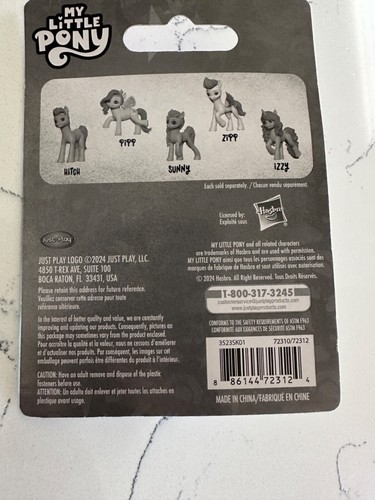 MY
LITTLE
PONY
HITCH
PIPP
SUNNY
ZIPP
IZZY
Each sold separately. / Chacun vendu séparément.
Licensed by:
Exploité sous
Hasbro
Just Play
JUST PLAY LOGO ©2024 JUST PLAY, LLC.
4850 T-REX AVE, SUITE 100
BOCA RATON, FL 33431, USA
Please retain this address for future reference.
Veuillez conserver cette adresse pour toute
référence ultérieure.
MY LITTLE PONY and all related characters
are trademarks of Hasbro and are used with permission.
MY LITTLE PONY ainsi que tous les personnages associés sont des
marques de fabrique de Hasbro et sont utilisés avec autorisation.
© 2024 Hasbro. All Rights Reserved. Tous Droits Réservés.
1-800-317-3245
customerservice@justplayproducts.com
www.justplayproducts.com
In the interest of better quality and value, we are constantly
improving and updating our products. Consequently, pictures on
this package may sometimes vary from the product enclosed.
Pour accroître la qualité et la valeur, nous ne cessons d'améliorer
et d'actualiser nos produits. Par conséquent, les images sur cet
emballage peuvent parfois être différentes du produit à l'intérieur.
CAUTION: Have an adult remove and dispose of the plastic
fasteners before use.
ATTENTION: Un adulte doit enlever et jeter toutes les attaches en
plastique avant usage.
CONFORMS TO THE SAFETY REQUIREMENTS OF ASTM F963
CONFORME AUX EXIGENCES DE SÉCURITÉ DE ASTM F963
35235K01 72310/72312
8 86144 72312 4
MADE IN CHINA/FABRIQUÉ EN CHINE